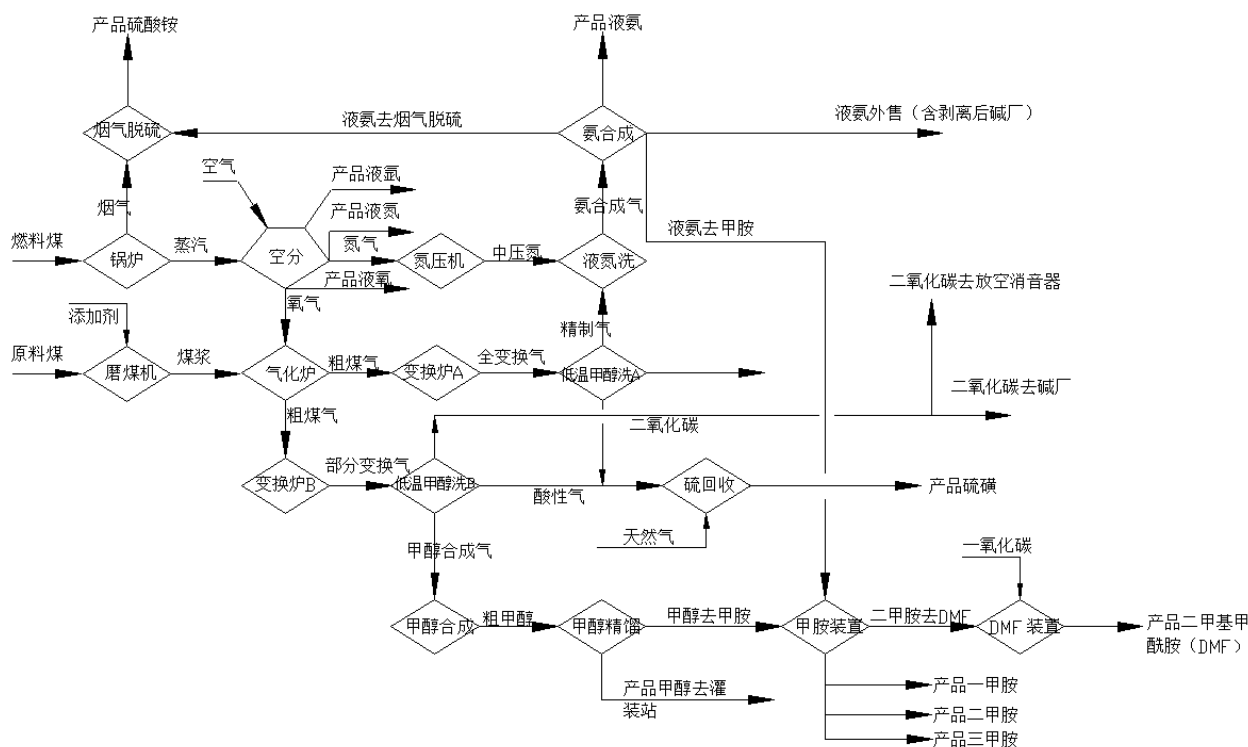 产品硫酸铵
产品液氨
烟气脱硫
液氨去烟气脱硫
氨合成
液氨外售（含剥离后碱厂）
空气
产品液氩
烟气
产品液氮
氨合成气
燃料煤
锅炉
蒸汽
空分
氮气
氮压机
中压氮
液氮洗
液氨去甲胺
产品液氧
二氧化碳去放空消音器
氧气
添加剂
精制气
原料煤
磨煤机
煤浆
气化炉
粗煤气
变换炉A
全变换气
低温甲醇洗A
二氧化碳去碱厂
粗煤气
二氧化碳
变换炉B
部分变换气
低温甲醇洗B
酸性气
硫回收
产品硫磺
天然气
甲醇合成气
一氧化碳
甲醇合成
粗甲醇
甲醇精馏
甲醇去甲胺
甲胺装置
二甲胺去DMF
DMF装置
产品二甲基甲
酰胺（DMF）
产品甲醇去灌
装站
产品一甲胺
产品二甲胺
产品三甲胺